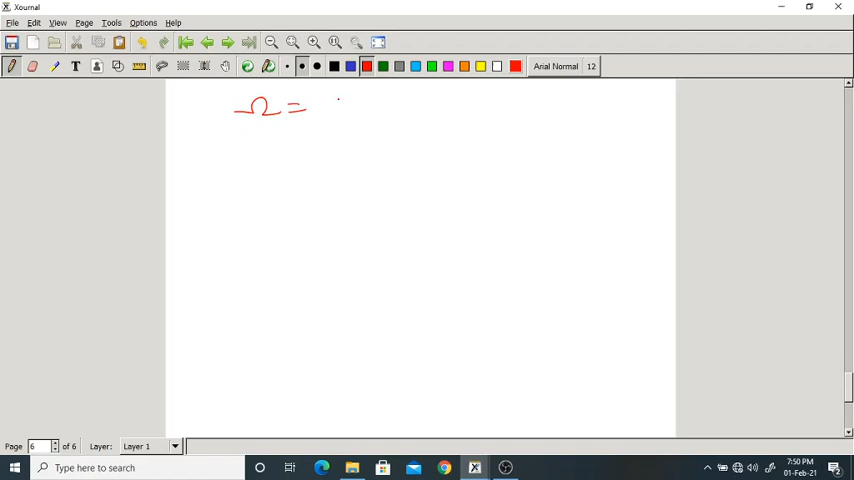 Xournal
File Edit View Page Tools Options Help
Arial Normal 12
Ω =
Page 6 of 6 Layer: Layer 1
Type here to search
7:50 PM
01-Feb-21
2